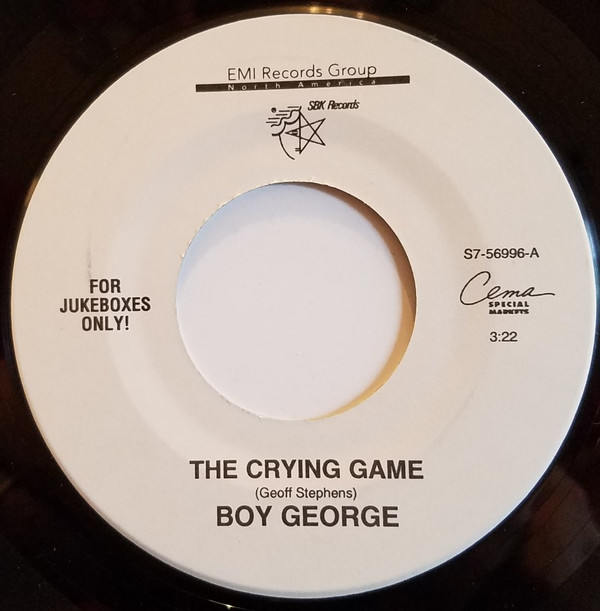 EMI Records Group
North America
SBK Records
S7-56996-A
Cema
SPECIAL
MARKETS
3:22
FOR
JUKEBOXES
ONLY!
THE CRYING GAME
(Geoff Stephens)
BOY GEORGE